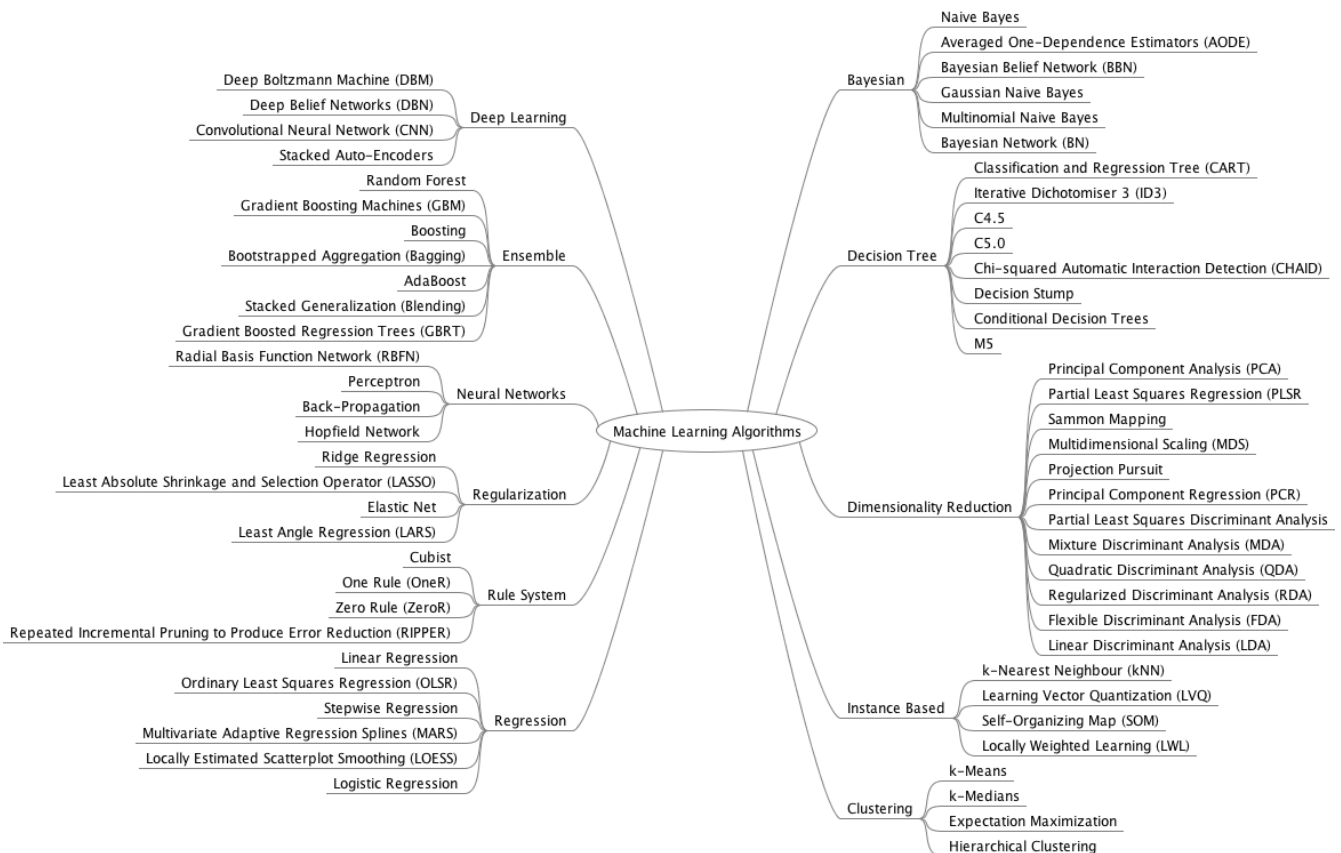 Machine Learning Algorithms
Deep Learning
Deep Boltzmann Machine (DBM)
Deep Belief Networks (DBN)
Convolutional Neural Network (CNN)
Stacked Auto-Encoders
Ensemble
Random Forest
Gradient Boosting Machines (GBM)
Boosting
Bootstrapped Aggregation (Bagging)
AdaBoost
Stacked Generalization (Blending)
Gradient Boosted Regression Trees (GBRT)
Neural Networks
Radial Basis Function Network (RBFN)
Perceptron
Back-Propagation
Hopfield Network
Regularization
Ridge Regression
Least Absolute Shrinkage and Selection Operator (LASSO)
Elastic Net
Least Angle Regression (LARS)
Rule System
Cubist
One Rule (OneR)
Zero Rule (ZeroR)
Repeated Incremental Pruning to Produce Error Reduction (RIPPER)
Regression
Linear Regression
Ordinary Least Squares Regression (OLSR)
Stepwise Regression
Multivariate Adaptive Regression Splines (MARS)
Locally Estimated Scatterplot Smoothing (LOESS)
Logistic Regression
Bayesian
Naive Bayes
Averaged One-Dependence Estimators (AODE)
Bayesian Belief Network (BBN)
Gaussian Naive Bayes
Multinomial Naive Bayes
Bayesian Network (BN)
Decision Tree
Classification and Regression Tree (CART)
Iterative Dichotomiser 3 (ID3)
C4.5
C5.0
Chi-squared Automatic Interaction Detection (CHAID)
Decision Stump
Conditional Decision Trees
M5
Dimensionality Reduction
Principal Component Analysis (PCA)
Partial Least Squares Regression (PLSR
Sammon Mapping
Multidimensional Scaling (MDS)
Projection Pursuit
Principal Component Regression (PCR)
Partial Least Squares Discriminant Analysis
Mixture Discriminant Analysis (MDA)
Quadratic Discriminant Analysis (QDA)
Regularized Discriminant Analysis (RDA)
Flexible Discriminant Analysis (FDA)
Linear Discriminant Analysis (LDA)
Instance Based
k-Nearest Neighbour (kNN)
Learning Vector Quantization (LVQ)
Self-Organizing Map (SOM)
Locally Weighted Learning (LWL)
Clustering
k-Means
k-Medians
Expectation Maximization
Hierarchical Clustering